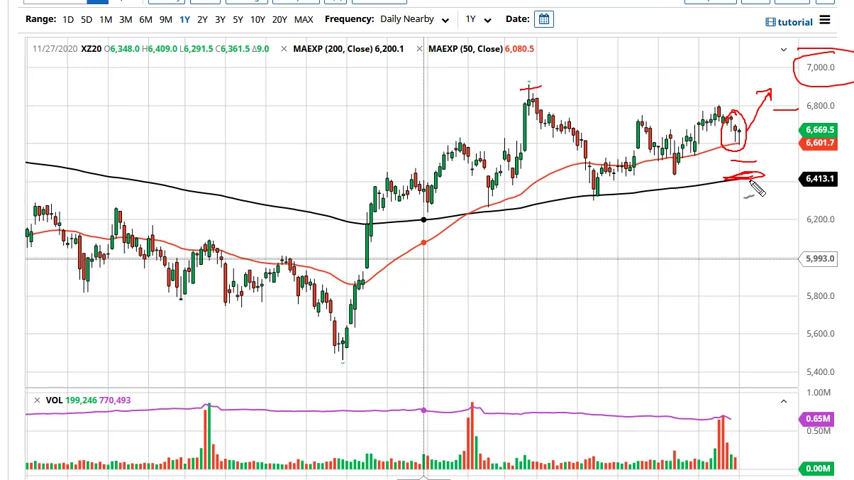 Range: 1D 5D 1M 3M 6M 9M 1Y 2Y 3Y 5Y 10Y 20Y MAX Frequency: Daily Nearby 1Y Date: tutorial
11/27/2020 XZ20 O6,348.0 H6,409.0 L6,291.5 C6,361.5 Δ9.0 × MAEXP (200, Close) 6,200.1 × MAEXP (50, Close) 6,080.5
7,000.0
6,800.0
6,669.5
6,601.7
6,413.1
6,200.0
5,993.0
5,800.0
5,600.0
5,400.0
× VOL 199,246 770,493
1.00M
0.65M
0.50M
0.00M